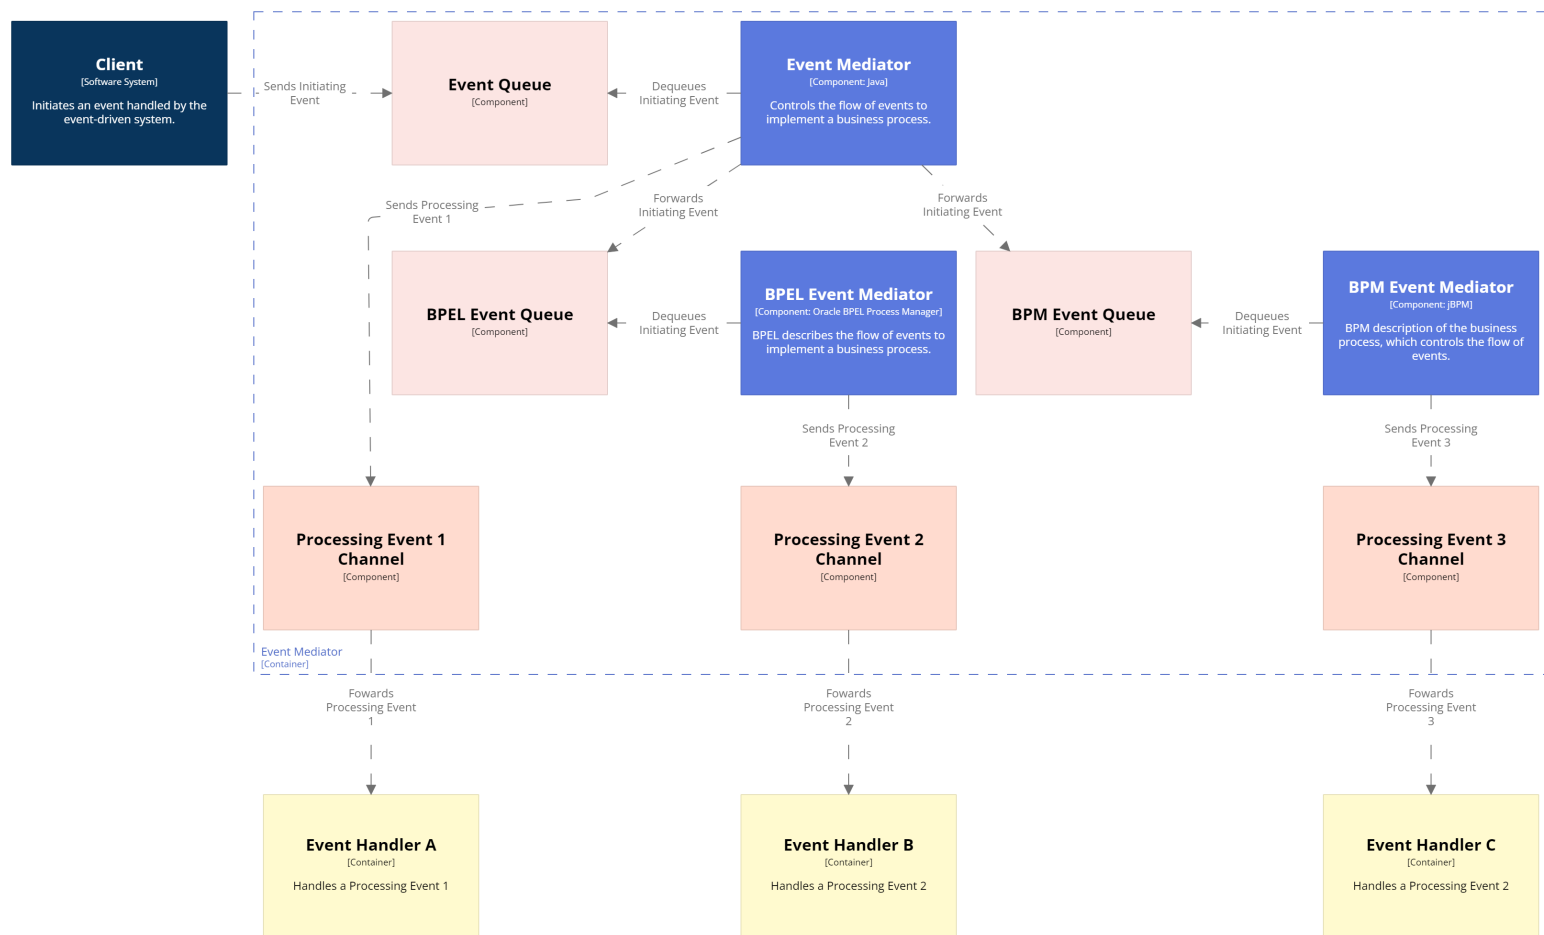 Client
[Software System]
Initiates an event handled by the
event-driven system.
Sends Initiating
Event
Event Queue
[Component]
Dequeues
Initiating Event
Event Mediator
[Component: Java]
Controls the flow of events to
implement a business process.
Sends Processing
Event 1
Forwards
Initiating Event
Forwards
Initiating Event
BPEL Event Queue
[Component]
Dequeues
Initiating Event
BPEL Event Mediator
[Component: Oracle BPEL Process Manager]
BPEL describes the flow of events to
implement a business process.
BPM Event Queue
[Component]
Dequeues
Initiating Event
BPM Event Mediator
[Component: jBPM]
BPM description of the business
process, which controls the flow of
events.
Sends Processing
Event 2
Sends Processing
Event 3
Processing Event 1
Channel
[Component]
Processing Event 2
Channel
[Component]
Processing Event 3
Channel
[Component]
Event Mediator
[Container]
Fowards
Processing Event
1
Fowards
Processing Event
2
Fowards
Processing Event
3
Event Handler A
[Container]
Handles a Processing Event 1
Event Handler B
[Container]
Handles a Processing Event 2
Event Handler C
[Container]
Handles a Processing Event 2